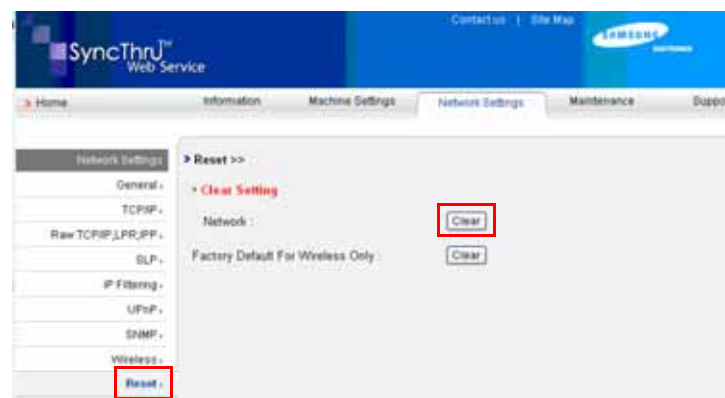 Contact us | Site Map
SAMSUNG
ELECTRONICS
SyncThru™
Web Service
Home
Information Machine Settings Network Settings Maintenance Suppo
Network Settings
General
TCP/IP
Raw TCP/IP,LPR,IPP
SLP
IP Filtering
UPnP
SNMP
Wireless
Reset
Reset >>
Clear Setting
Network : Clear
Factory Default For Wireless Only : Clear